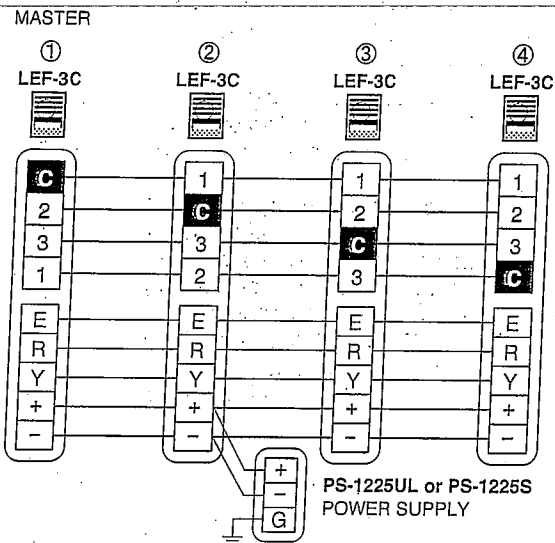 MASTER
① ② ③ ④
LEF-3C LEF-3C LEF-3C LEF-3C
C 1 1 1
2 C 2 2
3 3 C 3
1 2 3 C
E E E E
R R R R
Y Y Y Y
+ + + +
− − − −
+
− PS-1225UL or PS-1225S
G POWER SUPPLY